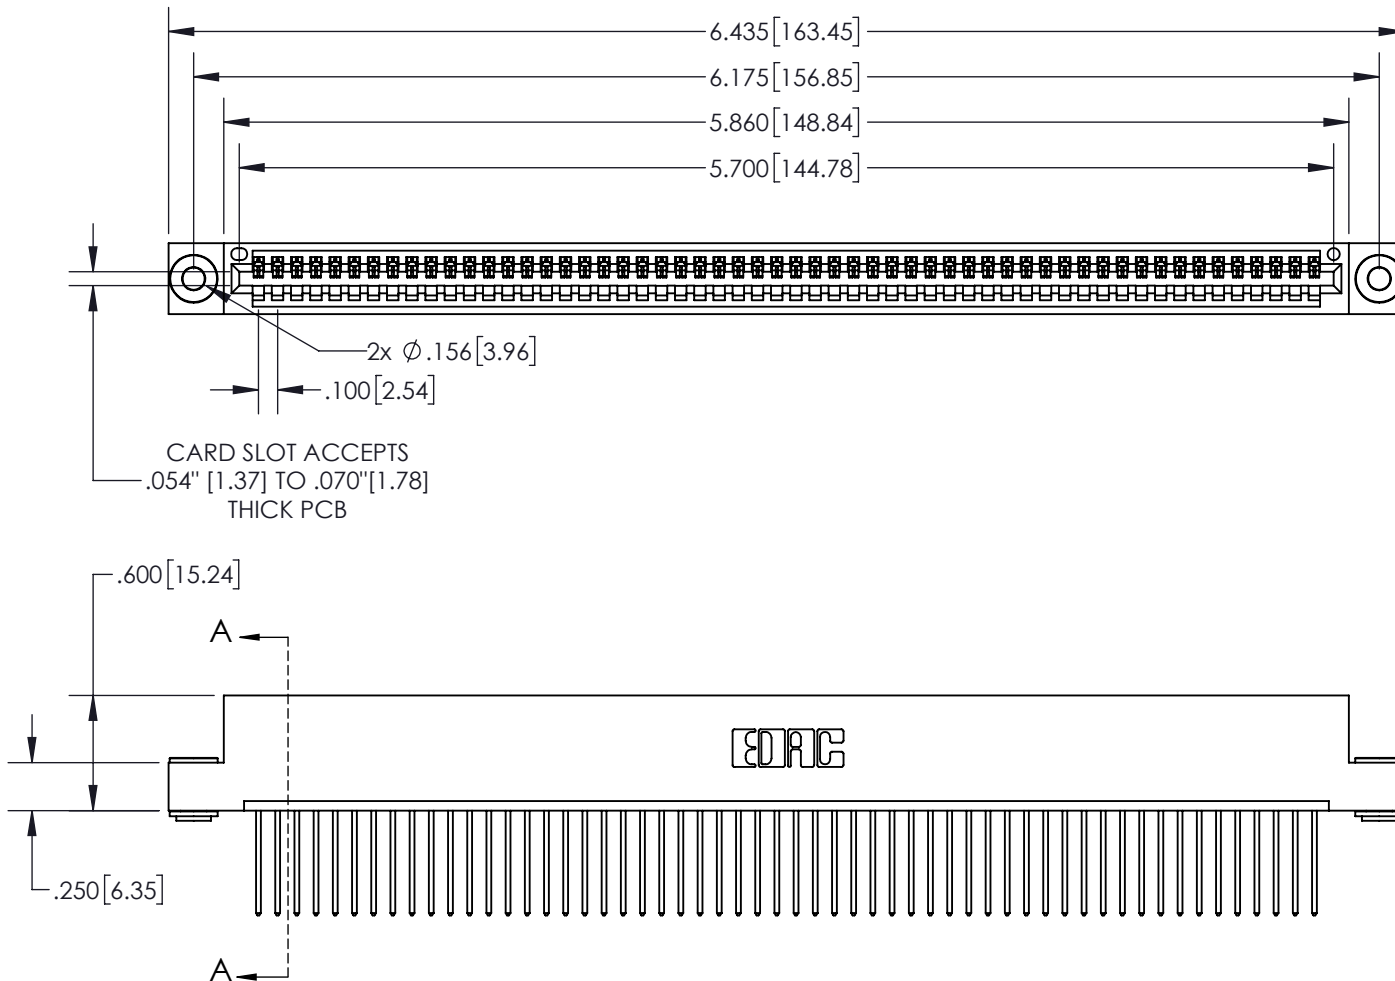 6.435[163.45]
6.175[156.85]
5.860[148.84]
5.700[144.78]
2x Ø.156[3.96]
.100[2.54]
CARD SLOT ACCEPTS
.054" [1.37] TO .070"[1.78]
THICK PCB
.600[15.24]
A
EDAC
.250[6.35]
A